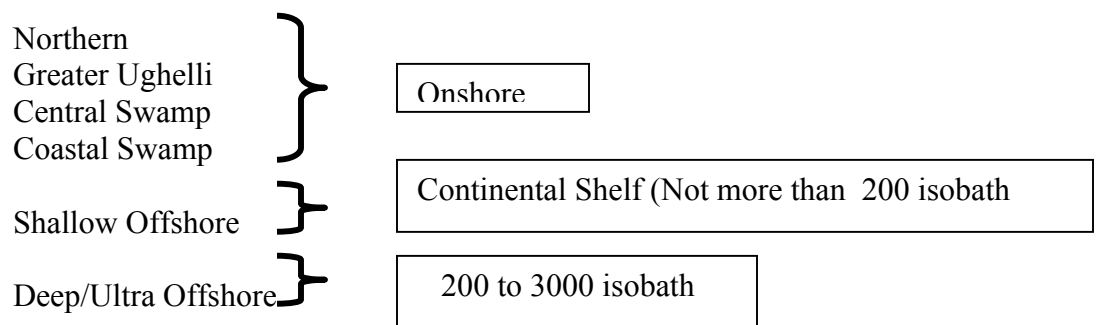 Northern
Greater Ughelli
Onshore
Central Swamp
Coastal Swamp
Continental Shelf (Not more than 200 isobath
Shallow Offshore
200 to 3000 isobath
Deep/Ultra Offshore